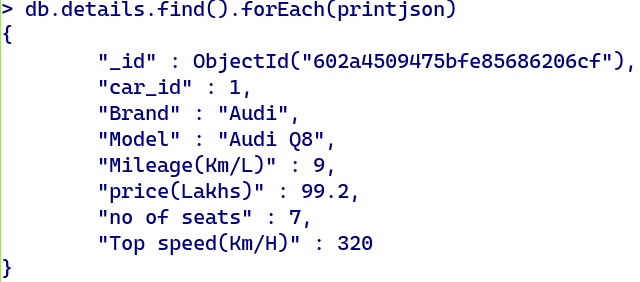 > db.details.find().forEach(printjson)
{
        "_id" : ObjectId("602a4509475bfe85686206cf"),
        "car_id" : 1,
        "Brand" : "Audi",
        "Model" : "Audi Q8",
        "Mileage(Km/L)" : 9,
        "price(Lakhs)" : 99.2,
        "no of seats" : 7,
        "Top speed(Km/H)" : 320
}